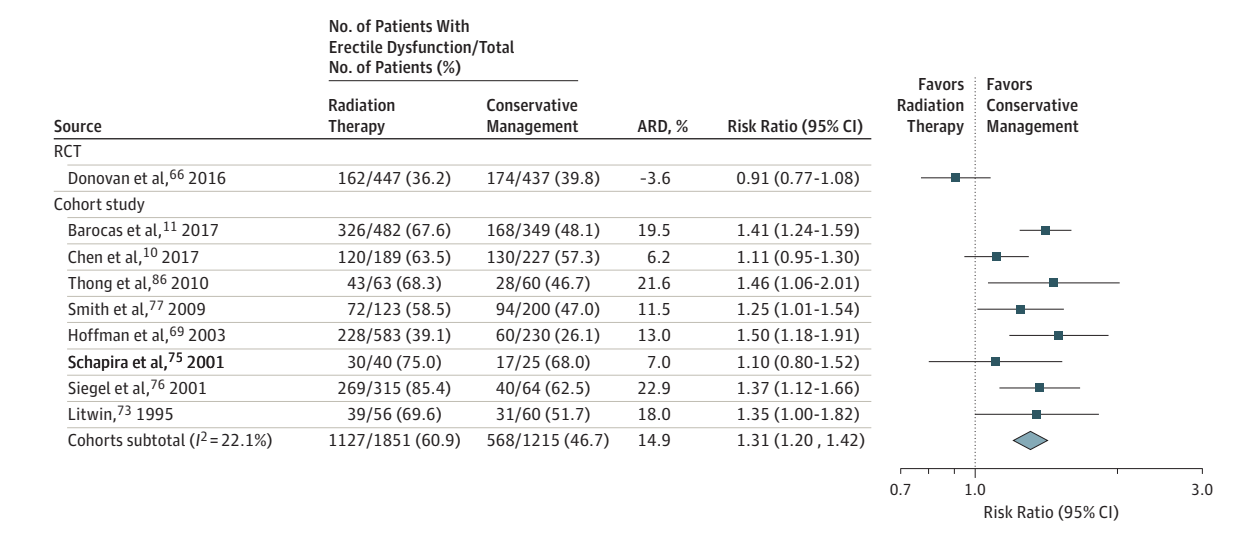 No. of Patients With
Erectile Dysfunction/Total
No. of Patients (%)
Favors Radiation Therapy
Favors Conservative Management
Source
Radiation Therapy
Conservative Management
ARD, %
Risk Ratio (95% CI)
RCT
Donovan et al,66 2016 162/447 (36.2) 174/437 (39.8) -3.6 0.91 (0.77-1.08)
Cohort study
Barocas et al,11 2017 326/482 (67.6) 168/349 (48.1) 19.5 1.41 (1.24-1.59)
Chen et al,10 2017 120/189 (63.5) 130/227 (57.3) 6.2 1.11 (0.95-1.30)
Thong et al,86 2010 43/63 (68.3) 28/60 (46.7) 21.6 1.46 (1.06-2.01)
Smith et al,77 2009 72/123 (58.5) 94/200 (47.0) 11.5 1.25 (1.01-1.54)
Hoffman et al,69 2003 228/583 (39.1) 60/230 (26.1) 13.0 1.50 (1.18-1.91)
Schapira et al,75 2001 30/40 (75.0) 17/25 (68.0) 7.0 1.10 (0.80-1.52)
Siegel et al,76 2001 269/315 (85.4) 40/64 (62.5) 22.9 1.37 (1.12-1.66)
Litwin,73 1995 39/56 (69.6) 31/60 (51.7) 18.0 1.35 (1.00-1.82)
Cohorts subtotal (I2 = 22.1%) 1127/1851 (60.9) 568/1215 (46.7) 14.9 1.31 (1.20 , 1.42)
0.7 1.0 3.0
Risk Ratio (95% CI)